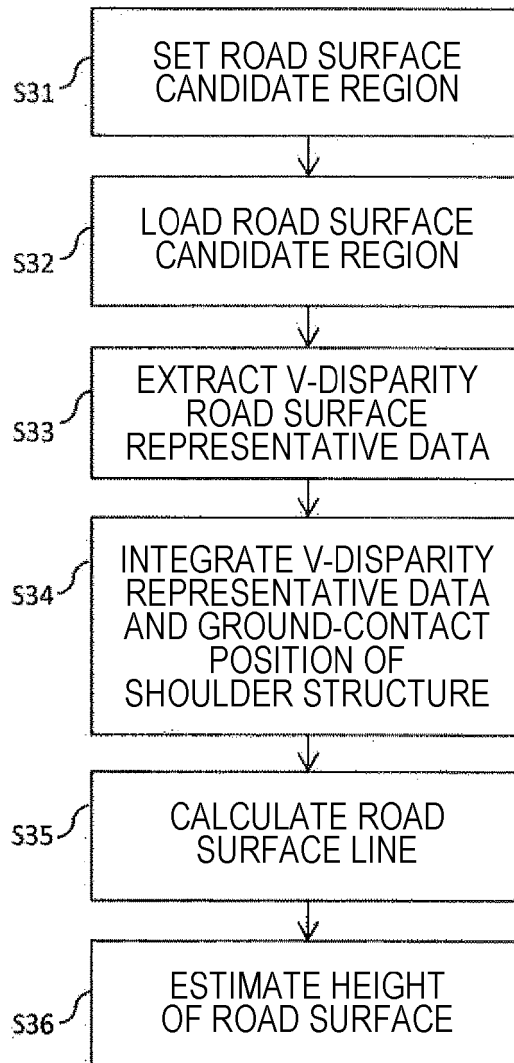 S31
SET ROAD SURFACE
CANDIDATE REGION
S32
LOAD ROAD SURFACE
CANDIDATE REGION
S33
EXTRACT V-DISPARITY
ROAD SURFACE
REPRESENTATIVE DATA
S34
INTEGRATE V-DISPARITY
REPRESENTATIVE DATA
AND GROUND-CONTACT
POSITION OF
SHOULDER STRUCTURE
S35
CALCULATE ROAD
SURFACE LINE
S36
ESTIMATE HEIGHT
OF ROAD SURFACE